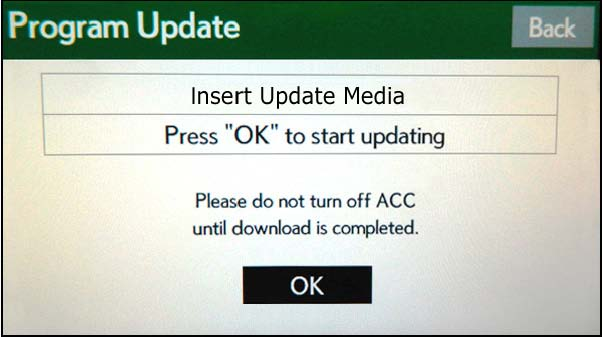 Program Update
Back
Insert Update Media
Press "OK" to start updating
Please do not turn off ACC
until download is completed.
OK